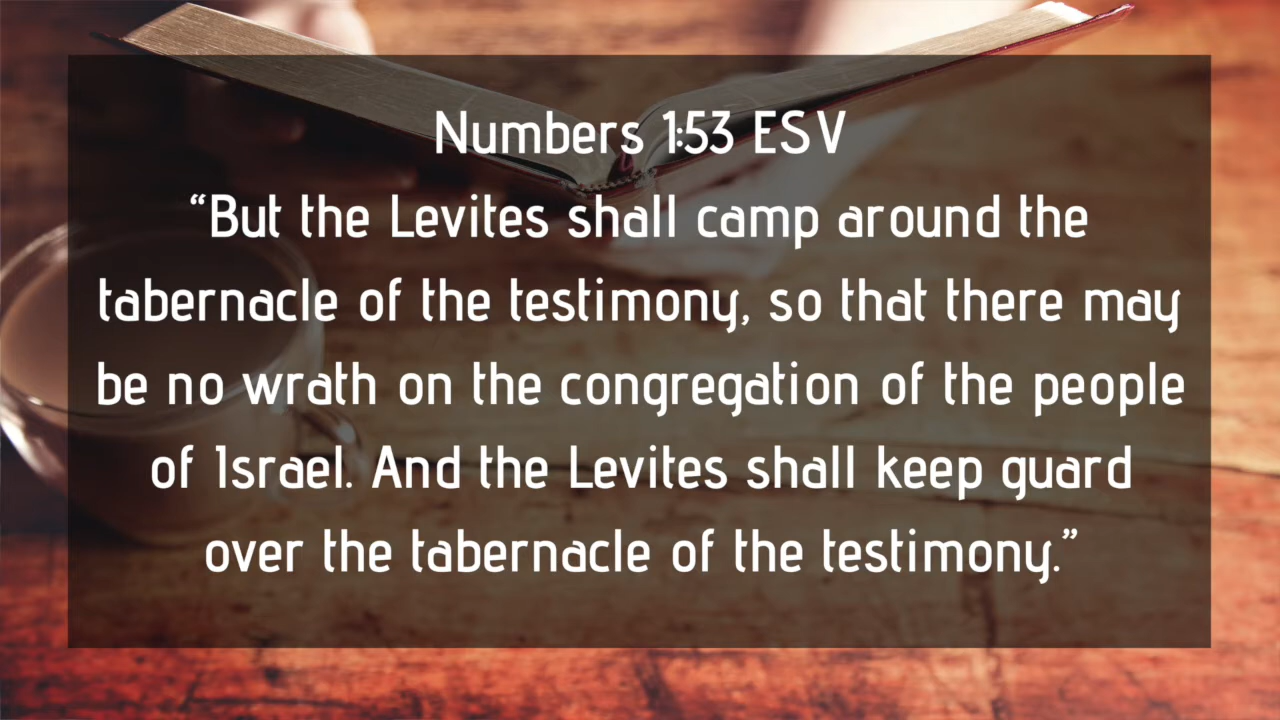 Numbers 1:53 ESV
“But the Levites shall camp around the
tabernacle of the testimony, so that there may
be no wrath on the congregation of the people
of Israel. And the Levites shall keep guard
over the tabernacle of the testimony.”